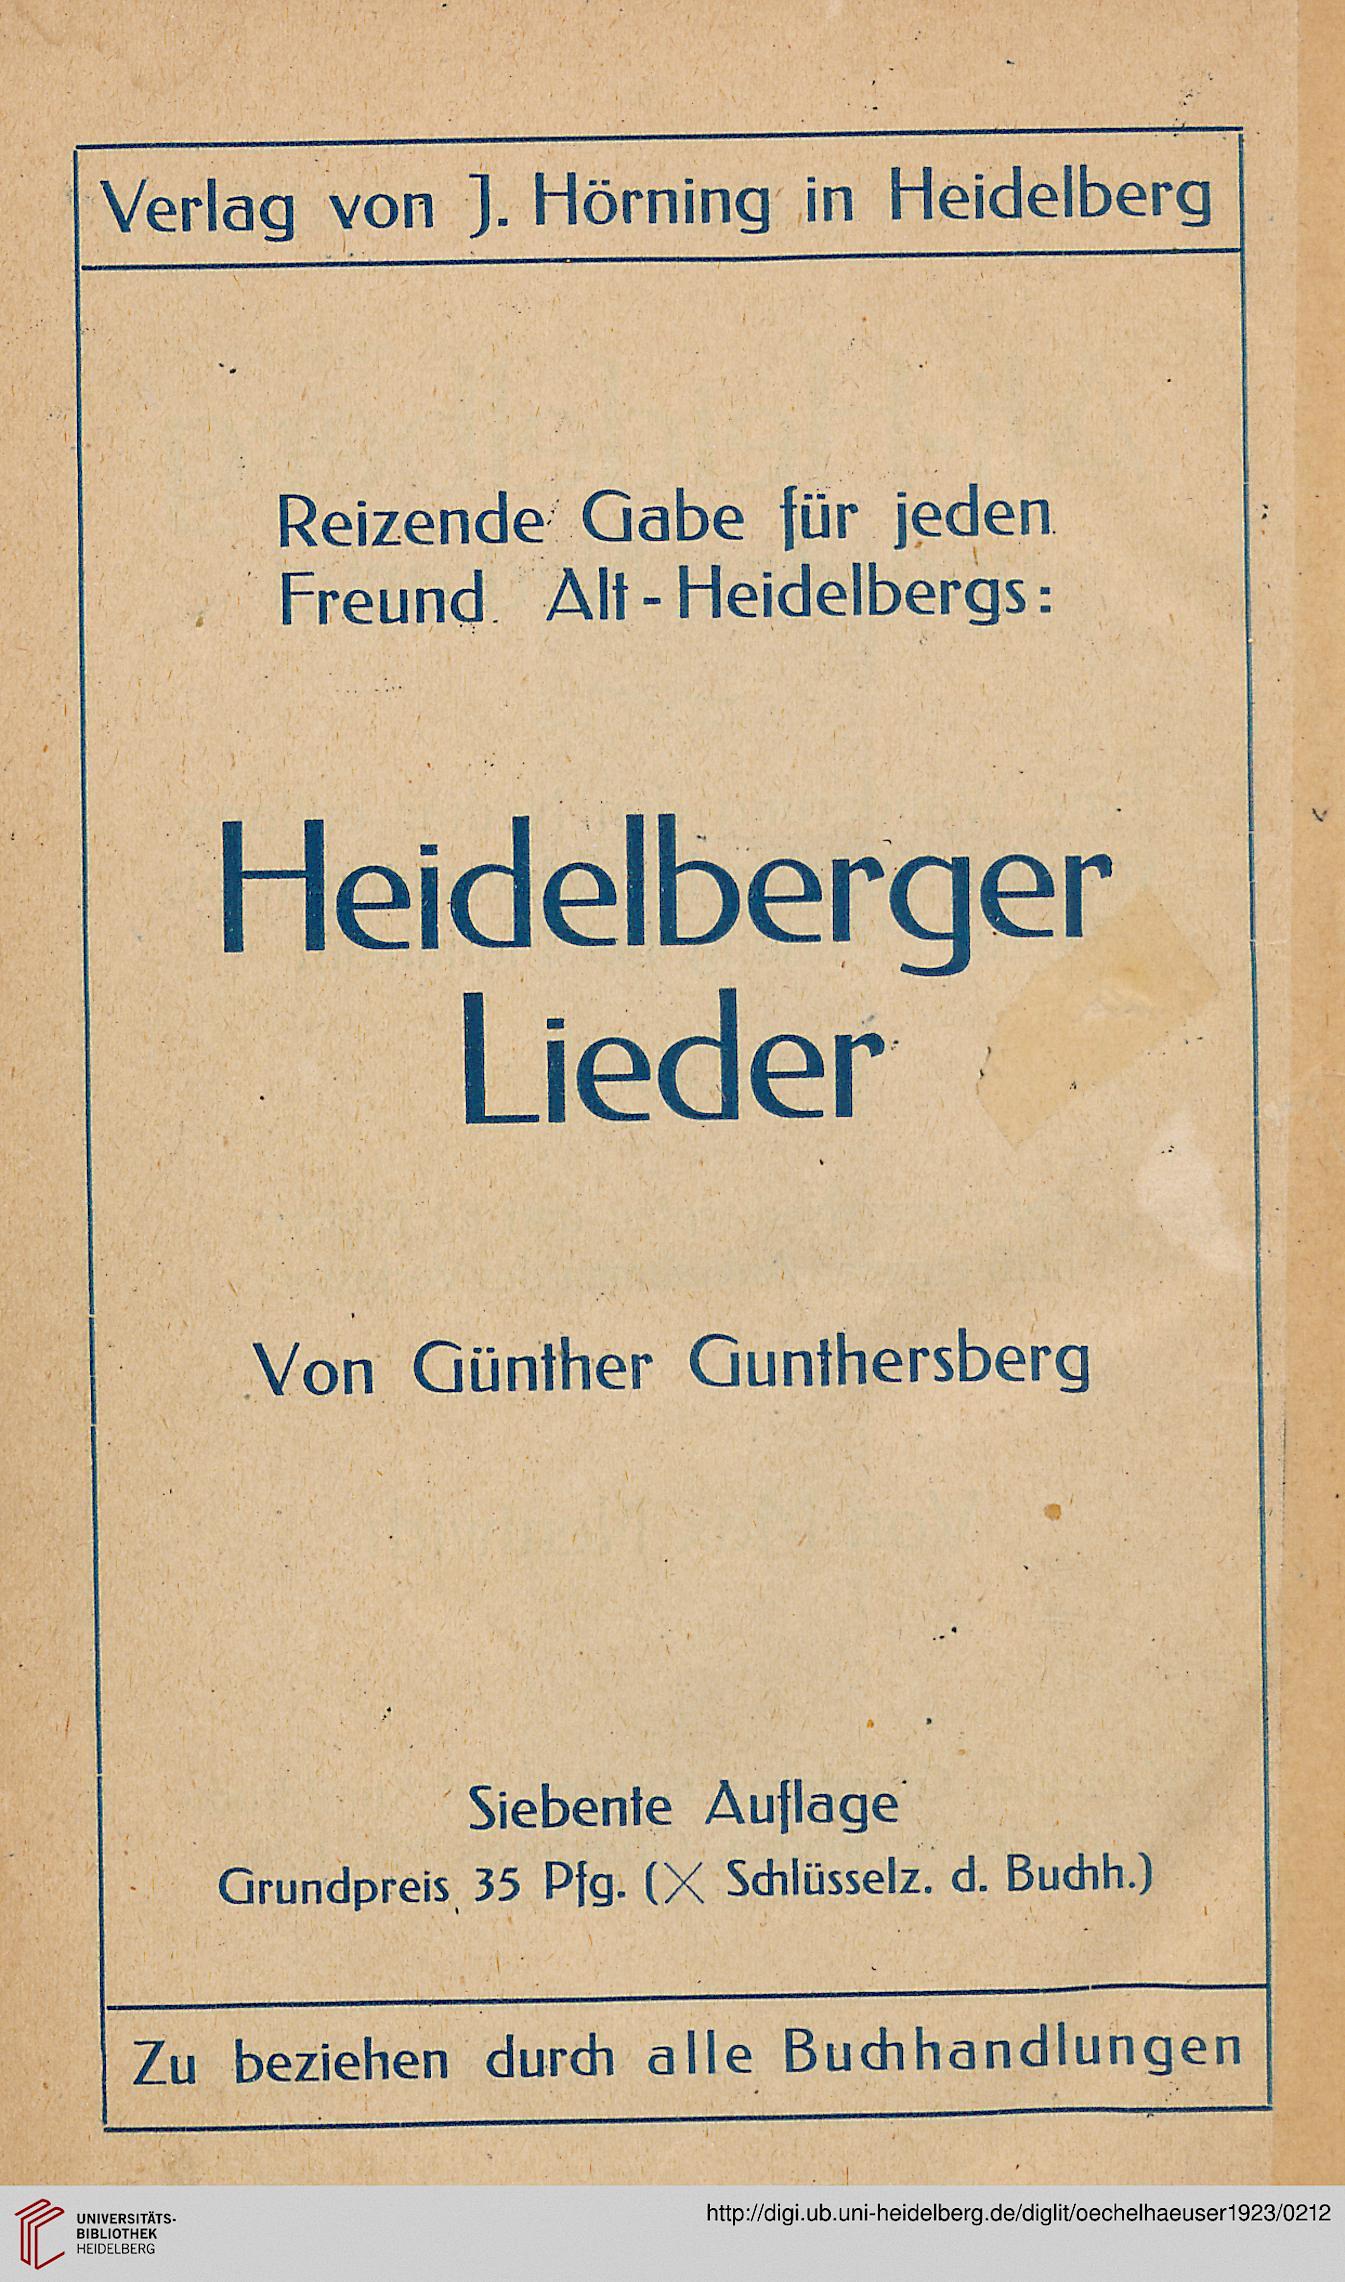 Verlag von J. Hörning in Heidelberg
Reizende Gabe für jeden
Freund Alt-Heidelbergs:
Heidelberger
Lieder
Von Günther Gunthersberg
Siebente Auflage
Grundpreis 35 Pfg. (X Schlüsselz. d. Buchh.)
Zu beziehen durch alle Buchhandlungen
UNIVERSITÄTS-
BIBLIOTHEK
HEIDELBERG
http://digi.ub.uni-heidelberg.de/diglit/oechelhaeuser1923/0212